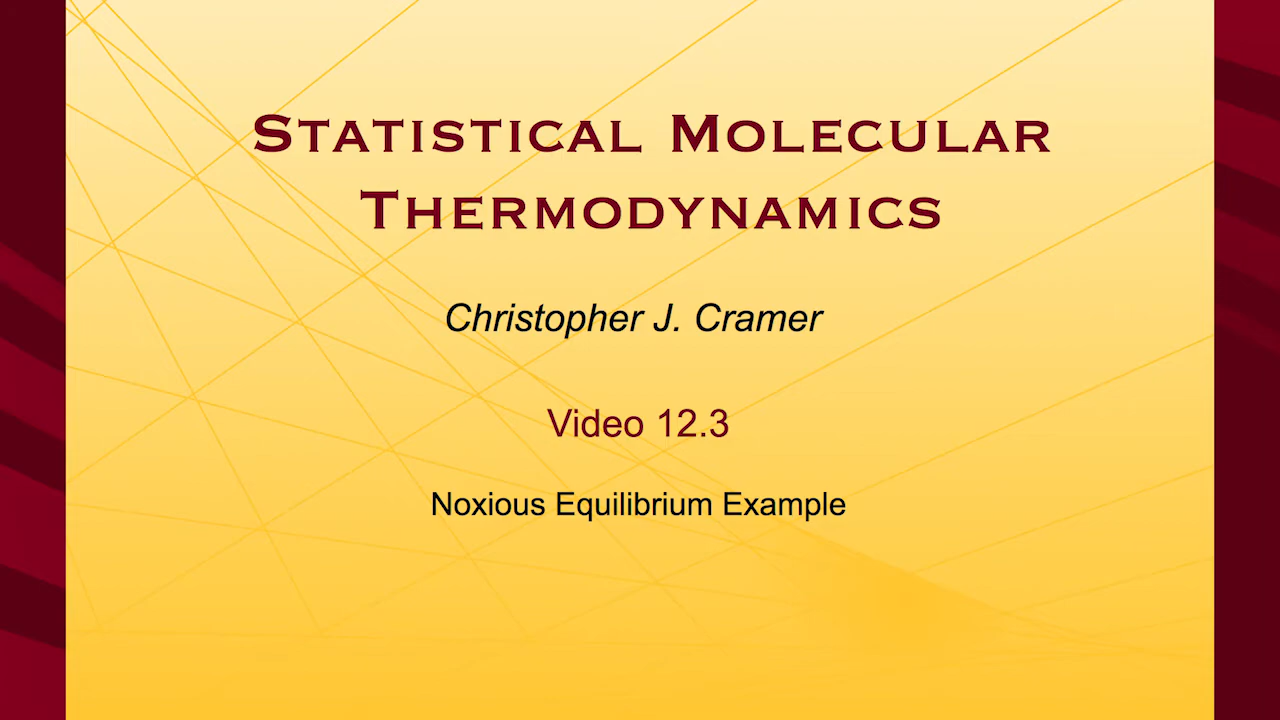 Statistical Molecular
Thermodynamics
Christopher J. Cramer
Video 12.3
Noxious Equilibrium Example